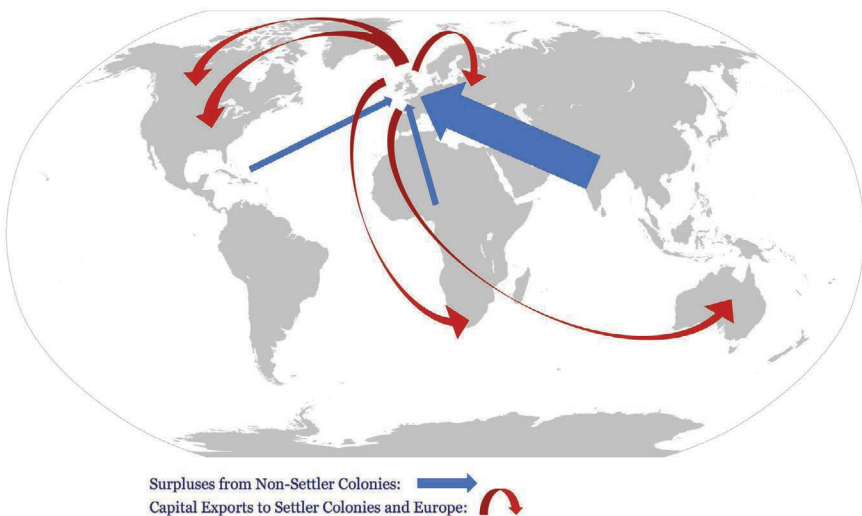 Surpluses from Non-Settler Colonies:
Capital Exports to Settler Colonies and Europe: